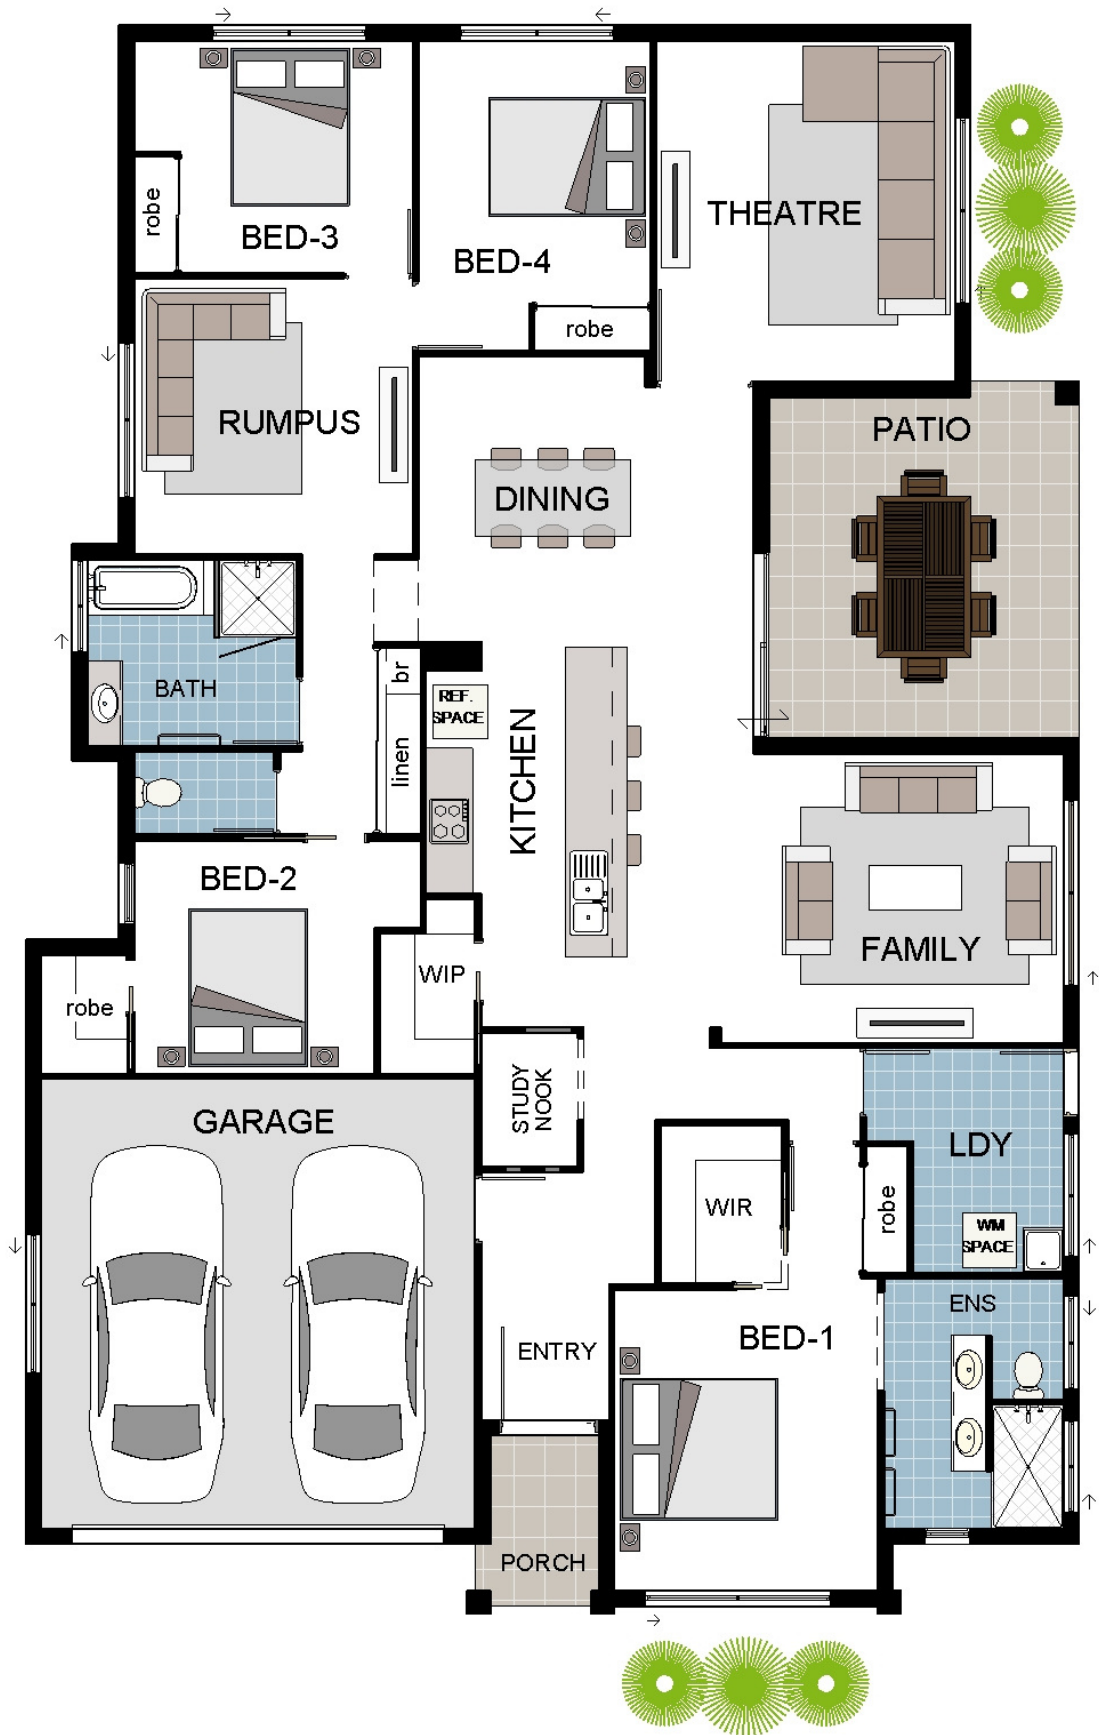 robe
BED-3
BED-4
THEATRE
robe
RUMPUS
PATIO
DINING
BATH
br
linen
REF.
SPACE
KITCHEN
BED-2
FAMILY
robe
WIP
STUDY
NOOK
GARAGE
LDY
WIR
robe
WM
SPACE
ENS
ENTRY
BED-1
PORCH